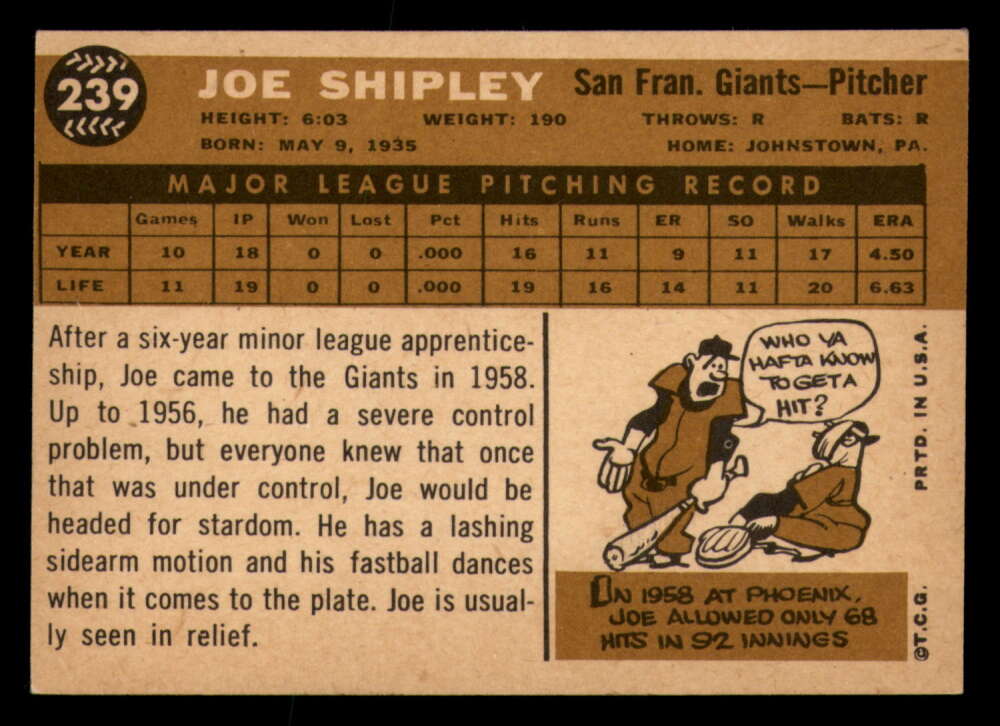 239
JOE SHIPLEY San Fran. Giants—Pitcher
HEIGHT: 6:03 WEIGHT: 190 THROWS: R BATS: R
BORN: MAY 9, 1935 HOME: JOHNSTOWN, PA.
MAJOR LEAGUE PITCHING RECORD
Games IP Won Lost Pct Hits Runs ER SO Walks ERA
YEAR 10 18 0 0 .000 16 11 9 11 17 4.50
LIFE 11 19 0 0 .000 19 16 14 11 20 6.63
After a six-year minor league apprentice-
ship, Joe came to the Giants in 1958.
Up to 1956, he had a severe control
problem, but everyone knew that once
that was under control, Joe would be
headed for stardom. He has a lashing
sidearm motion and his fastball dances
when it comes to the plate. Joe is usual-
ly seen in relief.
WHO YA
HAFTA KNOW
TO GET A
HIT?
IN 1958 AT PHOENIX,
JOE ALLOWED ONLY 68
HITS IN 92 INNINGS
©T.C.G. PRTD. IN U.S.A.